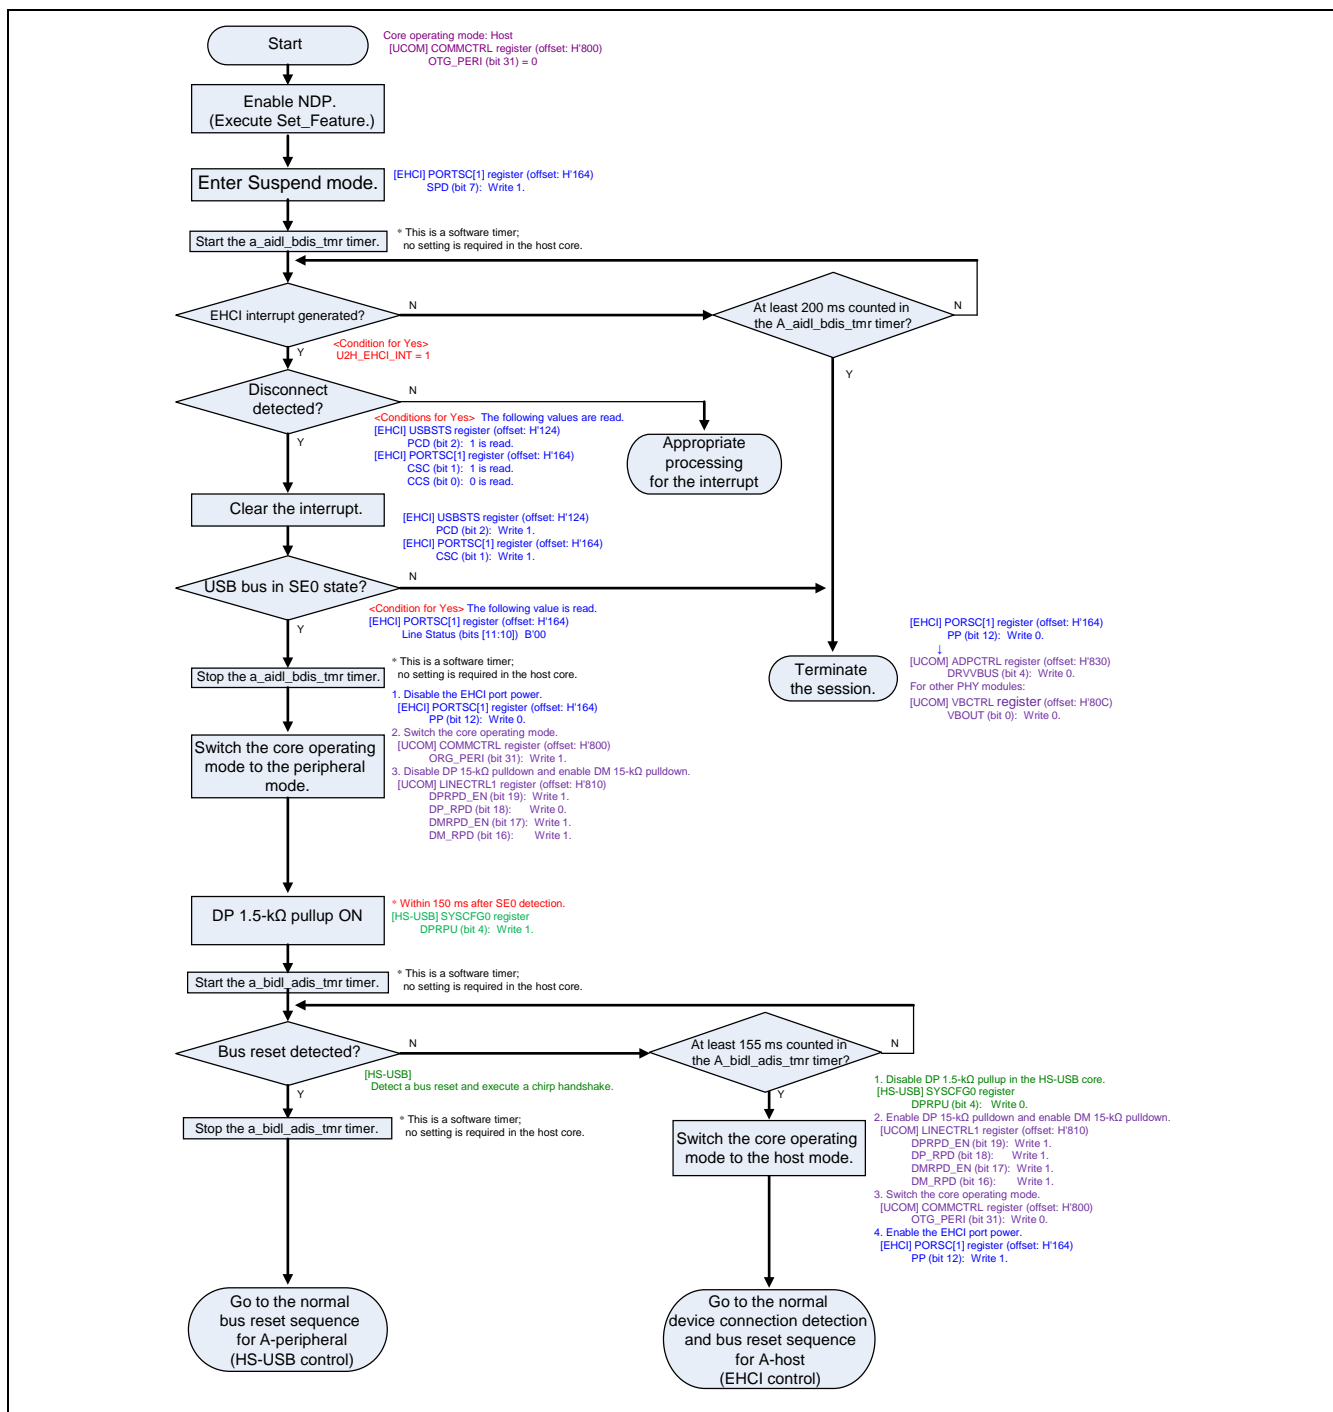 Start
Core operating mode: Host
[UCOM] COMMCTRL register (offset: H'800)
OTG_PERI (bit 31) = 0
Enable NDP.
(Execute Set_Feature.)
Enter Suspend mode.
[EHCI] PORTSC[1] register (offset: H'164)
SPD (bit 7): Write 1.
Start the a_aidl_bdis_tmr timer.
* This is a software timer;
no setting is required in the host core.
EHCI interrupt generated?
N
At least 200 ms counted in
the A_aidl_bdis_tmr timer?
N
Y
<Condition for Yes>
U2H_EHCI_INT = 1
Y
Disconnect
detected?
N
<Conditions for Yes> The following values are read.
[EHCI] USBSTS register (offset: H'124)
PCD (bit 2): 1 is read.
[EHCI] PORTSC[1] register (offset: H'164)
CSC (bit 1): 1 is read.
CCS (bit 0): 0 is read.
Y
Appropriate
processing
for the interrupt
Clear the interrupt.
[EHCI] USBSTS register (offset: H'124)
PCD (bit 2): Write 1.
[EHCI] PORTSC[1] register (offset: H'164)
CSC (bit 1): Write 1.
USB bus in SE0 state?
N
<Condition for Yes> The following value is read.
[EHCI] PORTSC[1] register (offset: H'164)
Line Status (bits [11:10]) B'00
Y
Terminate
the session.
[EHCI] PORSC[1] register (offset: H'164)
PP (bit 12): Write 0.
↓
[UCOM] ADPCTRL register (offset: H'830)
DRVVBUS (bit 4): Write 0.
For other PHY modules:
[UCOM] VBCTRL register (offset: H'80C)
VBOUT (bit 0): Write 0.
Stop the a_aidl_bdis_tmr timer.
* This is a software timer;
no setting is required in the host core.
Switch the core operating
mode to the peripheral
mode.
1. Disable the EHCI port power.
[EHCI] PORTSC[1] register (offset: H'164)
PP (bit 12): Write 0.
2. Switch the core operating mode.
[UCOM] COMMCTRL register (offset: H'800)
ORG_PERI (bit 31): Write 1.
3. Disable DP 15-kΩ pulldown and enable DM 15-kΩ pulldown.
[UCOM] LINECTRL1 register (offset: H'810)
DPRPD_EN (bit 19): Write 1.
DP_RPD (bit 18): Write 0.
DMRPD_EN (bit 17): Write 1.
DM_RPD (bit 16): Write 1.
DP 1.5-kΩ pullup ON
* Within 150 ms after SE0 detection.
[HS-USB] SYSCFG0 register
DPRPU (bit 4): Write 1.
Start the a_bidl_adis_tmr timer.
* This is a software timer;
no setting is required in the host core.
Bus reset detected?
N
At least 155 ms counted in
the A_bidl_adis_tmr timer?
N
[HS-USB]
Detect a bus reset and execute a chirp handshake.
Y
Y
Stop the a_bidl_adis_tmr timer.
* This is a software timer;
no setting is required in the host core.
Switch the core operating
mode to the host mode.
1. Disable DP 1.5-kΩ pullup in the HS-USB core.
[HS-USB] SYSCFG0 register
DPRPU (bit 4): Write 0.
2. Enable DP 15-kΩ pulldown and enable DM 15-kΩ pulldown.
[UCOM] LINECTRL1 register (offset: H'810)
DPRPD_EN (bit 19): Write 1.
DP_RPD (bit 18): Write 1.
DMRPD_EN (bit 17): Write 1.
DM_RPD (bit 16): Write 1.
3. Switch the core operating mode.
[UCOM] COMMCTRL register (offset: H'800)
OTG_PERI (bit 31): Write 0.
4. Enable the EHCI port power.
[EHCI] PORSC[1] register (offset: H'164)
PP (bit 12): Write 1.
Go to the normal
bus reset sequence
for A-peripheral
(HS-USB control)
Go to the normal
device connection detection
and bus reset sequence
for A-host
(EHCI control)